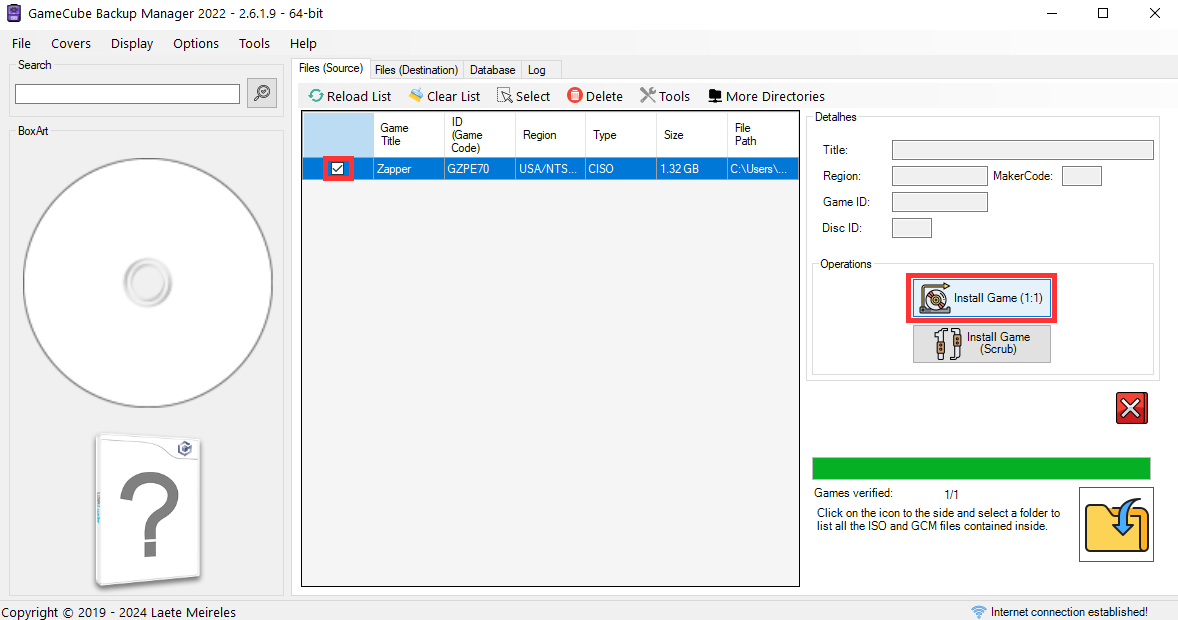 GameCube Backup Manager 2022 - 2.6.1.9 - 64-bit
File Covers Display Options Tools Help
Search
BoxArt
Files (Source) Files (Destination) Database Log
Reload List Clear List Select Delete Tools More Directories
Game Title ID (Game Code) Region Type Size File Path
Zapper GZPE70 USA/NTS... CISO 1.32 GB C:\Users\...
Detalhes
Title:
Region: MakerCode:
Game ID:
Disc ID:
Operations
Install Game (1:1)
Install Game
(Scrub)
Games verified: 1/1
Click on the icon to the side and select a folder to
list all the ISO and GCM files contained inside.
Copyright © 2019 - 2024 Laete Meireles
Internet connection established!